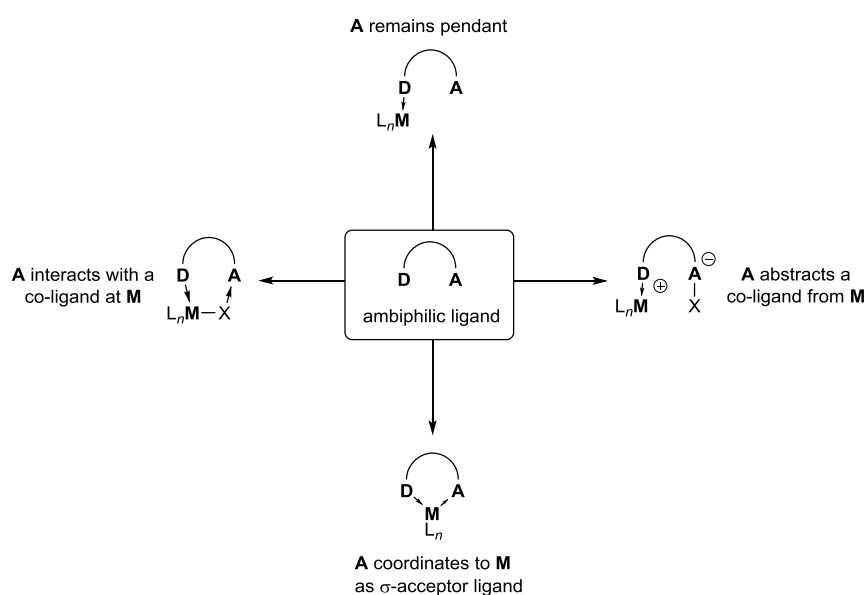 A remains pendant
D A
LnM
A interacts with a
co-ligand at M
D A
LnM X
D A
ambiphilic ligand
D A ⊖
LnM ⊕ X
A abstracts a
co-ligand from M
D A
M
Ln
A coordinates to M
as σ-acceptor ligand